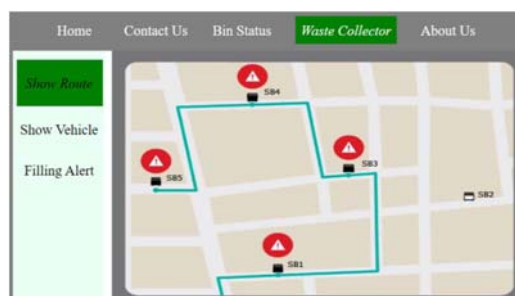 Home Contact Us Bin Status Waste Collector About Us
Show Route
Show Vehicle
Filling Alert
SB4
SB5
SB3
SB2
SB1